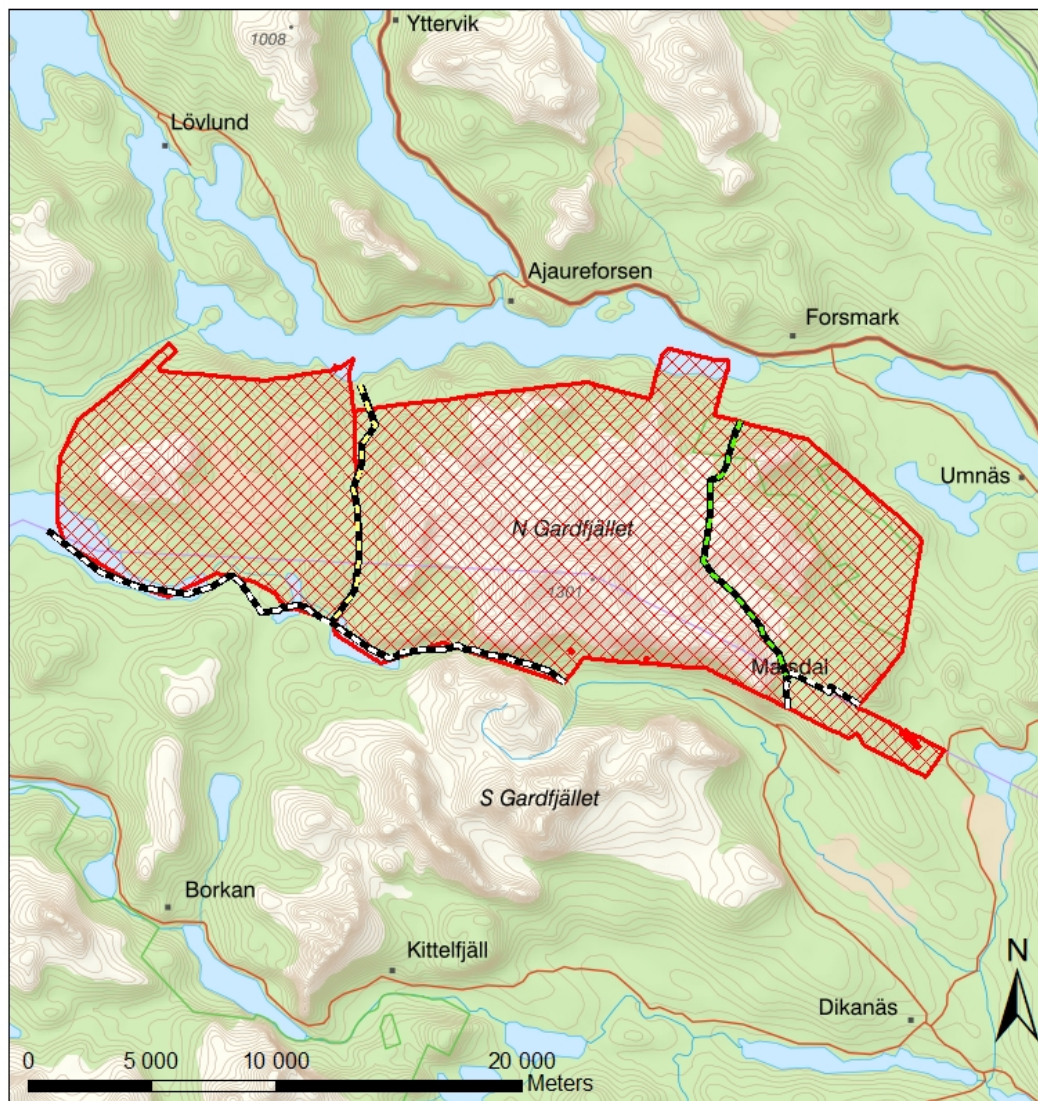 Yttervik
1008
Lövlund
Ajaureforsen
Forsmark
Umnäs
N Gardfjället
1301
Marsdal
S Gardfjället
Borkan
Kittelfjäll
Dikanäs
N
0 5 000 10 000 20 000
Meters